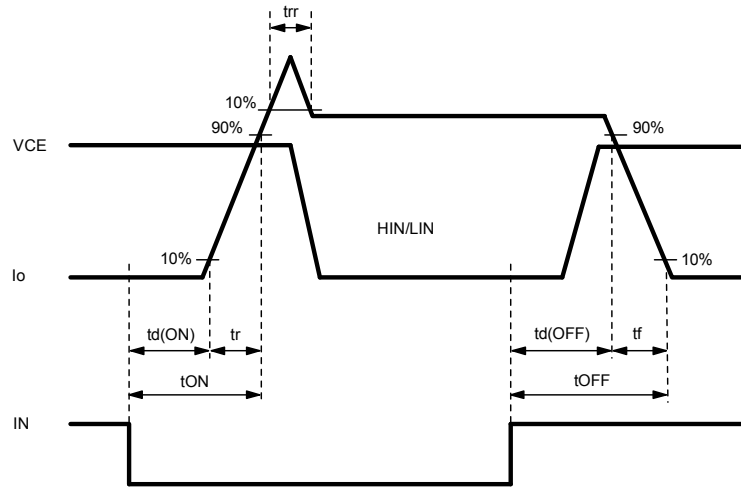 trr
10%
90%
90%
VCE
HIN/LIN
10%
10%
Io
td(ON)
tr
td(OFF)
tf
tON
tOFF
IN